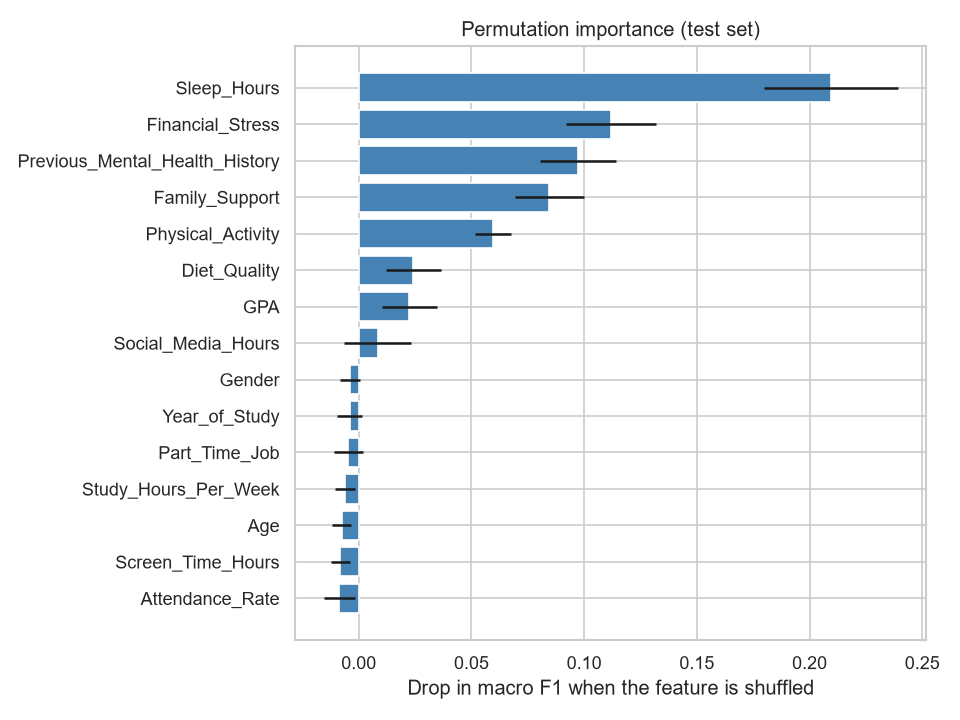 Permutation importance (test set)
Sleep_Hours
Financial_Stress
Previous_Mental_Health_History
Family_Support
Physical_Activity
Diet_Quality
GPA
Social_Media_Hours
Gender
Year_of_Study
Part_Time_Job
Study_Hours_Per_Week
Age
Screen_Time_Hours
Attendance_Rate
0.00 0.05 0.10 0.15 0.20 0.25
Drop in macro F1 when the feature is shuffled